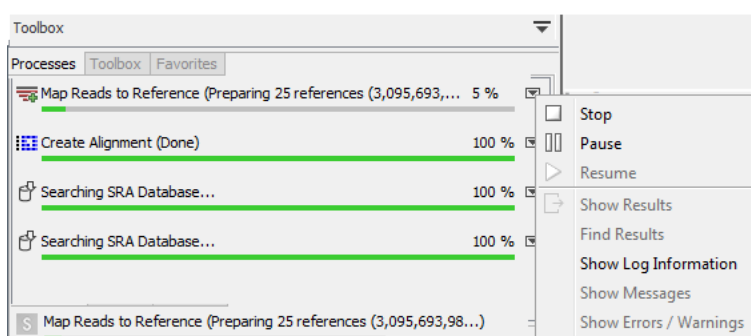 Toolbox
Processes Toolbox Favorites
Map Reads to Reference (Preparing 25 references (3,095,693,... 5 %
Create Alignment (Done) 100 %
Searching SRA Database... 100 %
Searching SRA Database... 100 %
S Map Reads to Reference (Preparing 25 references (3,095,693,98...)
Stop
Pause
Resume
Show Results
Find Results
Show Log Information
Show Messages
Show Errors / Warnings